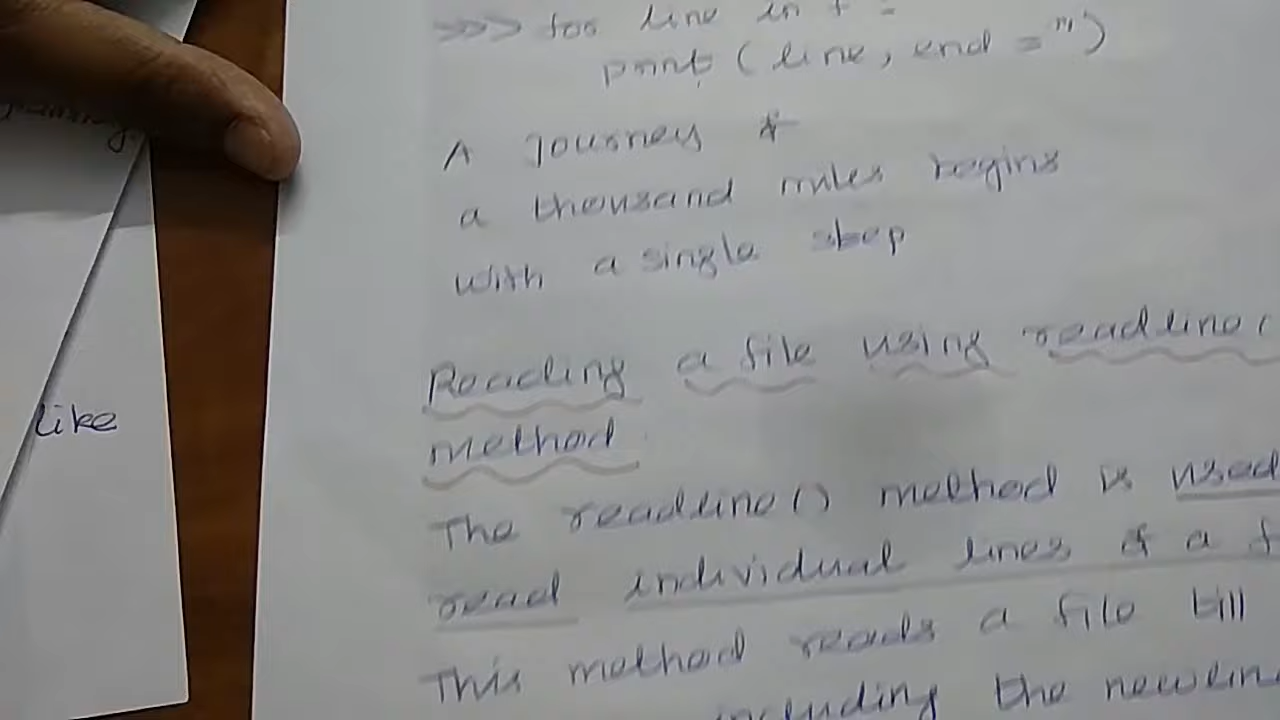 >>> for line in f :
print (line, end = '')
A Journey of
a thousand miles begins
with a single step
Reading a file using readline(
method
The readline() method is used
read individual lines of a f
This method reads a file till
including the newlin
like